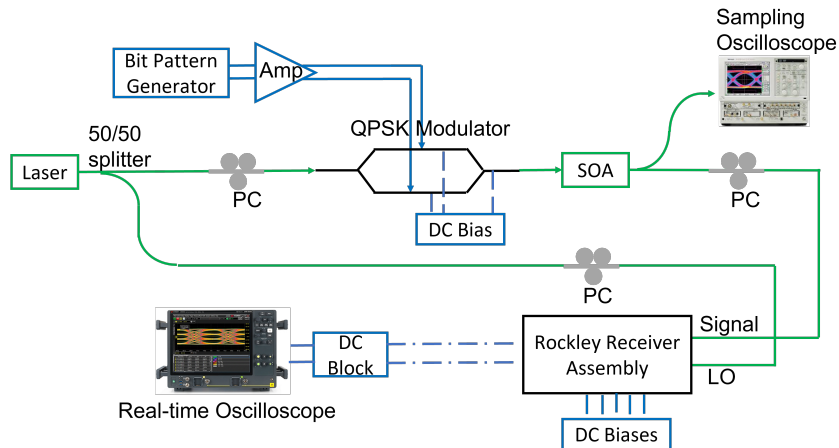 Sampling
Oscilloscope
Bit Pattern
Generator
Amp
QPSK Modulator
50/50
splitter
Laser
PC
SOA
PC
DC Bias
PC
Signal
Rockley Receiver
Assembly
LO
DC
Block
Real-time Oscilloscope
DC Biases